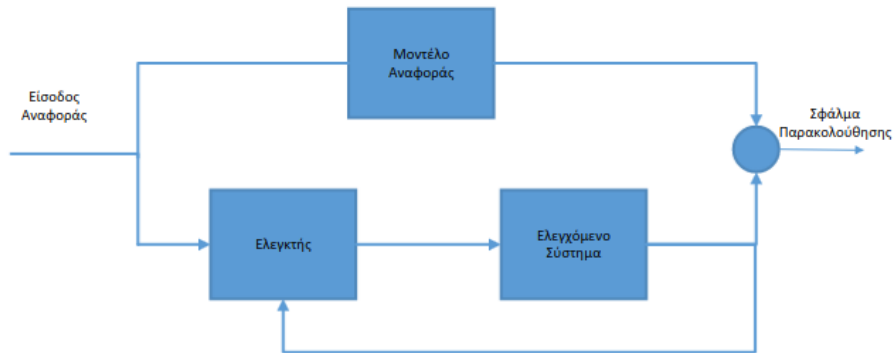 Μοντέλο
Αναφοράς
Είσοδος
Αναφοράς
Σφάλμα
Παρακολούθησης
Ελεγκτής
Ελεγχόμενο
Σύστημα